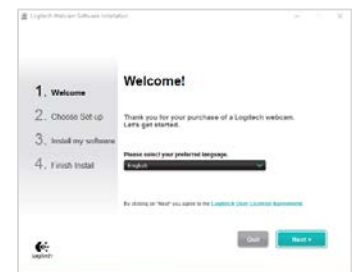 Logitech Webcam Software Installation
1. Welcome
2. Choose Set up
3. Install my software
4. Finish Install
Welcome!
Thank you for your purchase of a Logitech webcam.
Let's get started.
Please select your preferred language.
English
By clicking on "Next" you agree to the Logitech User License Agreement
Logitech
Quit
Next